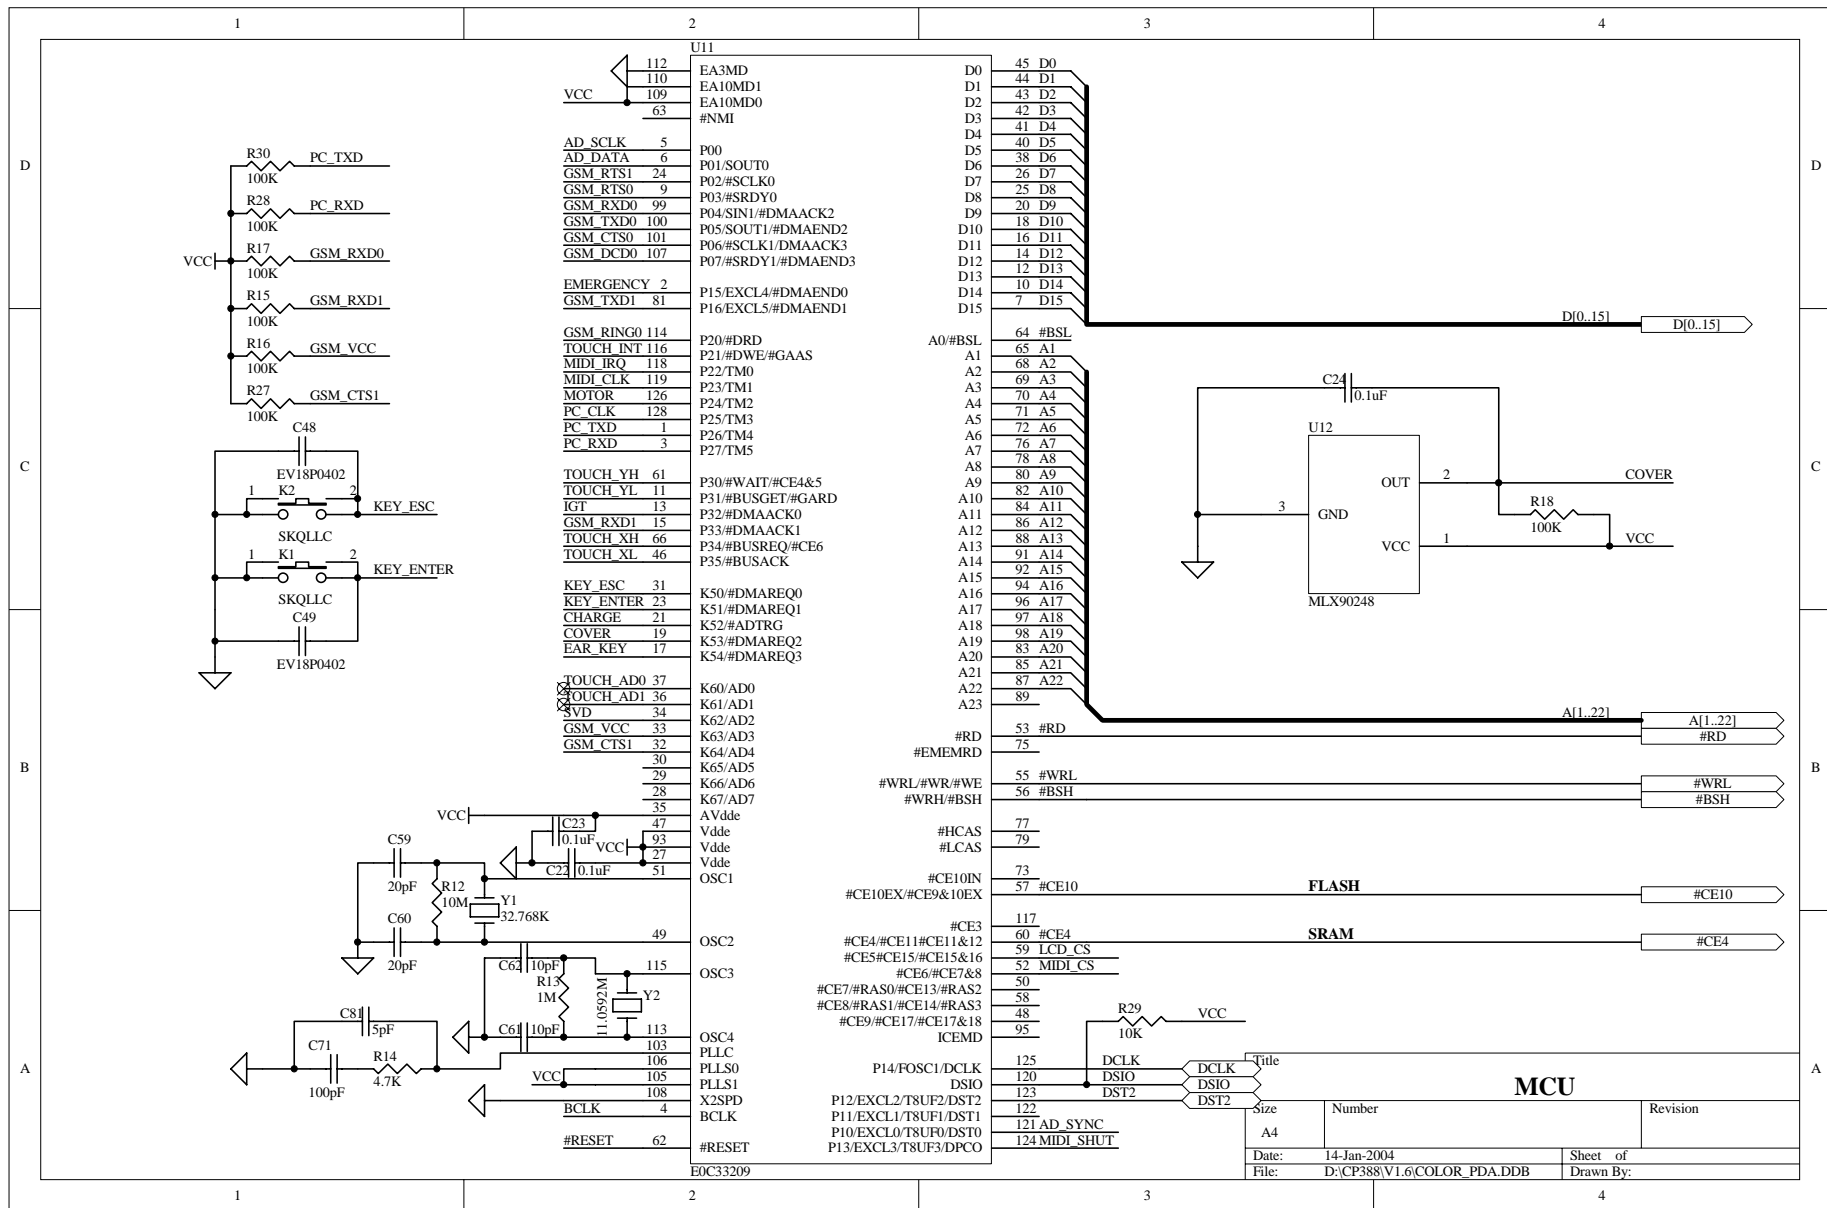 1 2 3 4
D
C
B
A
D
C
B
A
1 2 3 4
R30
100K
PC_TXD
R28
100K
PC_RXD
VCC
R17
100K
GSM_RXD0
R15
100K
GSM_RXD1
R16
100K
GSM_VCC
R27
100K
GSM_CTS1
C48
EV18P0402
1 K2 2
KEY_ESC
SKQLLC
1 K1 2
KEY_ENTER
SKQLLC
C49
EV18P0402
U11
112 EA3MD
110 EA10MD1
VCC 109 EA10MD0
63 #NMI
AD_SCLK 5 P00
AD_DATA 6 P01/SOUT0
GSM_RTS1 24 P02/#SCLK0
GSM_RTS0 9 P03/#SRDY0
GSM_RXD0 99 P04/SIN1/#DMAACK2
GSM_TXD0 100 P05/SOUT1/#DMAEND2
GSM_CTS0 101 P06/#SCLK1/DMAACK3
GSM_DCD0 107 P07/#SRDY1/#DMAEND3
EMERGENCY 2 P15/EXCL4/#DMAEND0
GSM_TXD1 81 P16/EXCL5/#DMAEND1
GSM_RING0 114 P20/#DRD
TOUCH_INT 116 P21/#DWE/#GAAS
MIDI_IRQ 118 P22/TM0
MIDI_CLK 119 P23/TM1
MOTOR 126 P24/TM2
PC_CLK 128 P25/TM3
PC_TXD 1 P26/TM4
PC_RXD 3 P27/TM5
TOUCH_YH 61 P30/#WAIT/#CE4&5
TOUCH_YL 11 P31/#BUSGET/#GARD
IGT 13 P32/#DMAACK0
GSM_RXD1 15 P33/#DMAACK1
TOUCH_XH 66 P34/#BUSREQ/#CE6
TOUCH_XL 46 P35/#BUSACK
KEY_ESC 31 K50/#DMAREQ0
KEY_ENTER 23 K51/#DMAREQ1
CHARGE 21 K52/#ADTRG
COVER 19 K53/#DMAREQ2
EAR_KEY 17 K54/#DMAREQ3
TOUCH_AD0 37 K60/AD0
TOUCH_AD1 36 K61/AD1
SVD 34 K62/AD2
GSM_VCC 33 K63/AD3
GSM_CTS1 32 K64/AD4
30 K65/AD5
29 K66/AD6
28 K67/AD7
VCC 35 AVdde
47 Vdde
VCC 93 Vdde
27 Vdde
51 OSC1
49 OSC2
115 OSC3
113 OSC4
103 PLLC
106 PLLS0
VCC 105 PLLS1
108 X2SPD
BCLK 4 BCLK
#RESET 62 #RESET
E0C33209
C23
0.1uF
C22 0.1uF
C59
20pF
R12
10M
Y1
32.768K
C60
20pF
C62 10pF
R13
1M
11.0592M
Y2
C61 10pF
C81
5pF
C71
100pF
R14
4.7K
D0 45 D0
D1 44 D1
D2 43 D2
D3 42 D3
D4 41 D4
D5 40 D5
D6 38 D6
D7 26 D7
D8 25 D8
D9 20 D9
D10 18 D10
D11 16 D11
D12 14 D12
D13 12 D13
D14 10 D14
D15 7 D15
A0/#BSL 64 #BSL
A1 65 A1
A2 68 A2
A3 69 A3
A4 70 A4
A5 71 A5
A6 72 A6
A7 76 A7
A8 78 A8
A9 80 A9
A10 82 A10
A11 84 A11
A12 86 A12
A13 88 A13
A14 91 A14
A15 92 A15
A16 94 A16
A17 96 A17
A18 97 A18
A19 98 A19
A20 83 A20
A21 85 A21
A22 87 A22
A23 89
#RD 53 #RD
#EMEMRD 75
#WRL/#WR/#WE 55 #WRL
#WRH/#BSH 56 #BSH
#HCAS 77
#LCAS 79
#CE10IN 73
#CE10EX/#CE9&10EX 57 #CE10
#CE3 117
#CE4/#CE11#CE11&12 60 #CE4
#CE5#CE15/#CE15&16 59 LCD_CS
#CE6/#CE7&8 52 MIDI_CS
#CE7/#RAS0/#CE13/#RAS2 50
#CE8/#RAS1/#CE14/#RAS3 58
#CE9/#CE17/#CE17&18 48
ICEMD 95
P14/FOSC1/DCLK 125 DCLK DCLK
DSIO 120 DSIO DSIO
P12/EXCL2/T8UF2/DST2 123 DST2 DST2
P11/EXCL1/T8UF1/DST1 122
P10/EXCL0/T8UF0/DST0 121 AD_SYNC
P13/EXCL3/T8UF3/DPCO 124 MIDI_SHUT
D[0..15] D[0..15]
A[1..22] A[1..22]
#RD
#WRL
#BSH
FLASH #CE10
SRAM #CE4
C24
0.1uF
U12
OUT 2 COVER
3 GND
VCC 1 VCC
R18
100K
MLX90248
R29
10K
VCC
Title
MCU
Size
A4
Number
Revision
Date: 14-Jan-2004
Sheet of
File: D:\CP388\V1.6\COLOR_PDA.DDB
Drawn By: